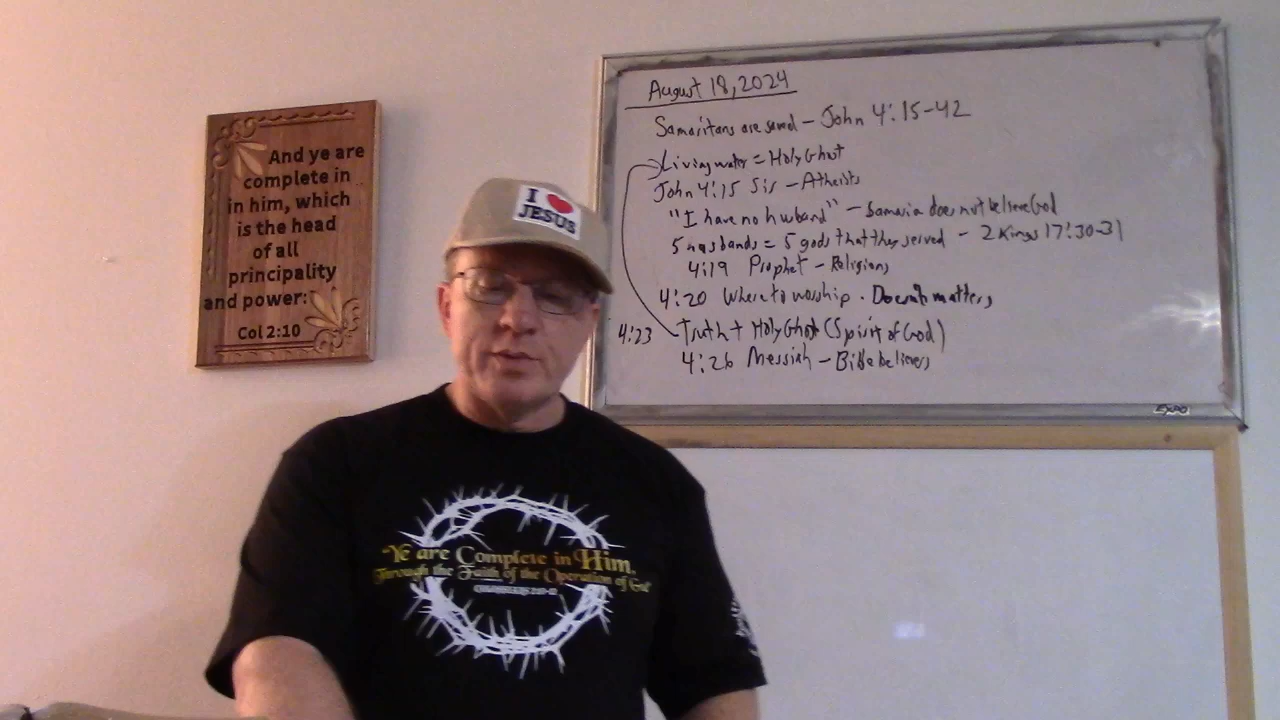 And ye are
complete in
in him, which
is the head
of all
principality
and power:
Col 2:10
I ❤
JESUS
"Ye are Complete in Him,
Through the Faith of the Operation of God"
August 18, 2024
Samaritans are saved - John 4:15-42
Living water = Holy Ghost
John 4:15 Sir - Atheists
"I have no husband" - Samaria does not believe God
5 husbands = 5 gods that they served - 2 Kings 17:30-31
4:19 Prophet - Religions
4:20 Where to worship. Doesn't matter,
4:23 Truth + Holy Ghost (Spirit of God)
4:26 Messiah - Bible believers
EXPO